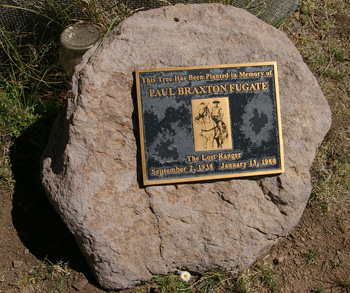 This Tree Has Been Planted in Memory of
PAUL BRAXTON FUGATE
The Lost Ranger
September 2, 1938 January 13, 1980